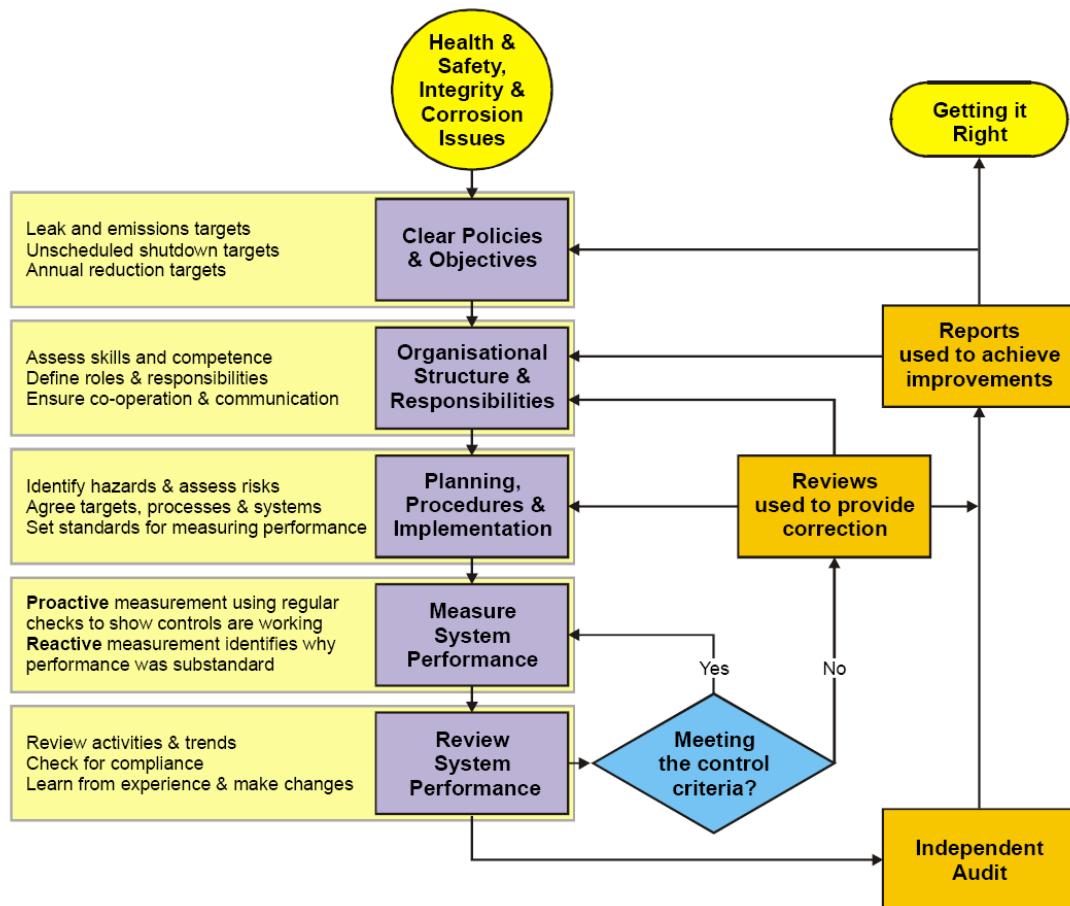 Health &
Safety,
Integrity &
Corrosion
Issues
Getting it
Right
Leak and emissions targets
Unscheduled shutdown targets
Annual reduction targets
Clear Policies
& Objectives
Assess skills and competence
Define roles & responsibilities
Ensure co-operation & communication
Organisational
Structure &
Responsibilities
Reports
used to achieve
improvements
Identify hazards & assess risks
Agree targets, processes & systems
Set standards for measuring performance
Planning,
Procedures &
Implementation
Reviews
used to provide
correction
Proactive measurement using regular
checks to show controls are working
Reactive measurement identifies why
performance was substandard
Measure
System
Performance
Yes
No
Review activities & trends
Check for compliance
Learn from experience & make changes
Review
System
Performance
Meeting
the control
criteria?
Independent
Audit